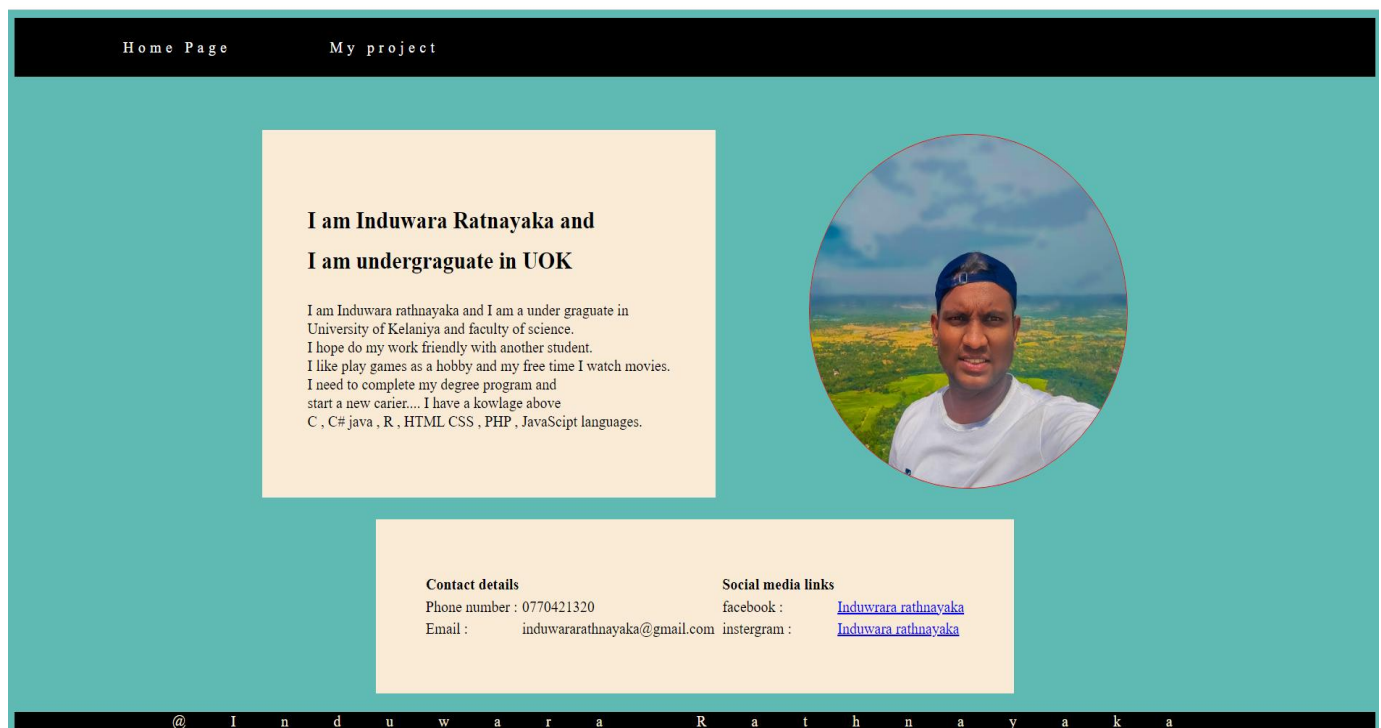 Home Page My project
I am Induwara Ratnayaka and
I am undergraguate in UOK
I am Induwara rathnayaka and I am a under graguate in
University of Kelaniya and faculty of science.
I hope do my work friendly with another student.
I like play games as a hobby and my free time I watch movies.
I need to complete my degree program and
start a new carier.... I have a kowlage above
C , C# java , R , HTML CSS , PHP , JavaScipt languages.
Contact details Social media links
Phone number : 0770421320 facebook : Induwrara rathnayaka
Email : induwararathnayaka@gmail.com instergram : Induwara rathnayaka
@Induwara Rathnayaka